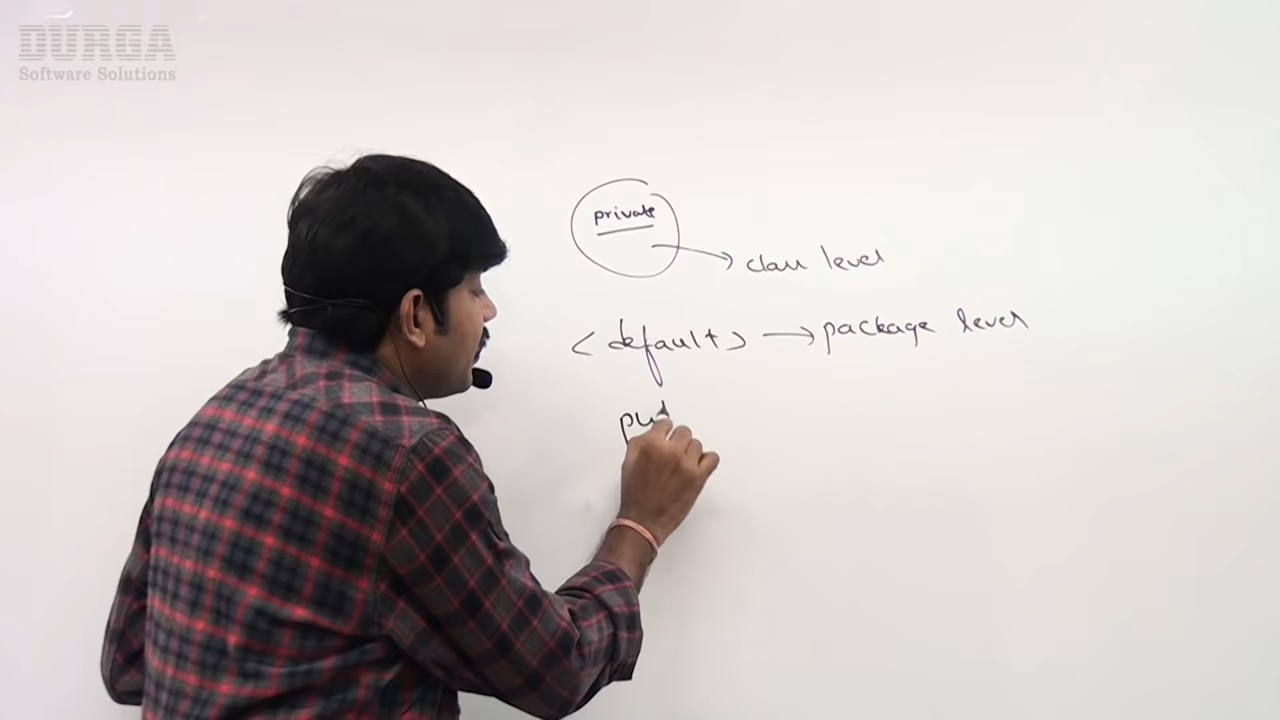 DURGA
Software Solutions
private
→ class level
<default> → package level
pu